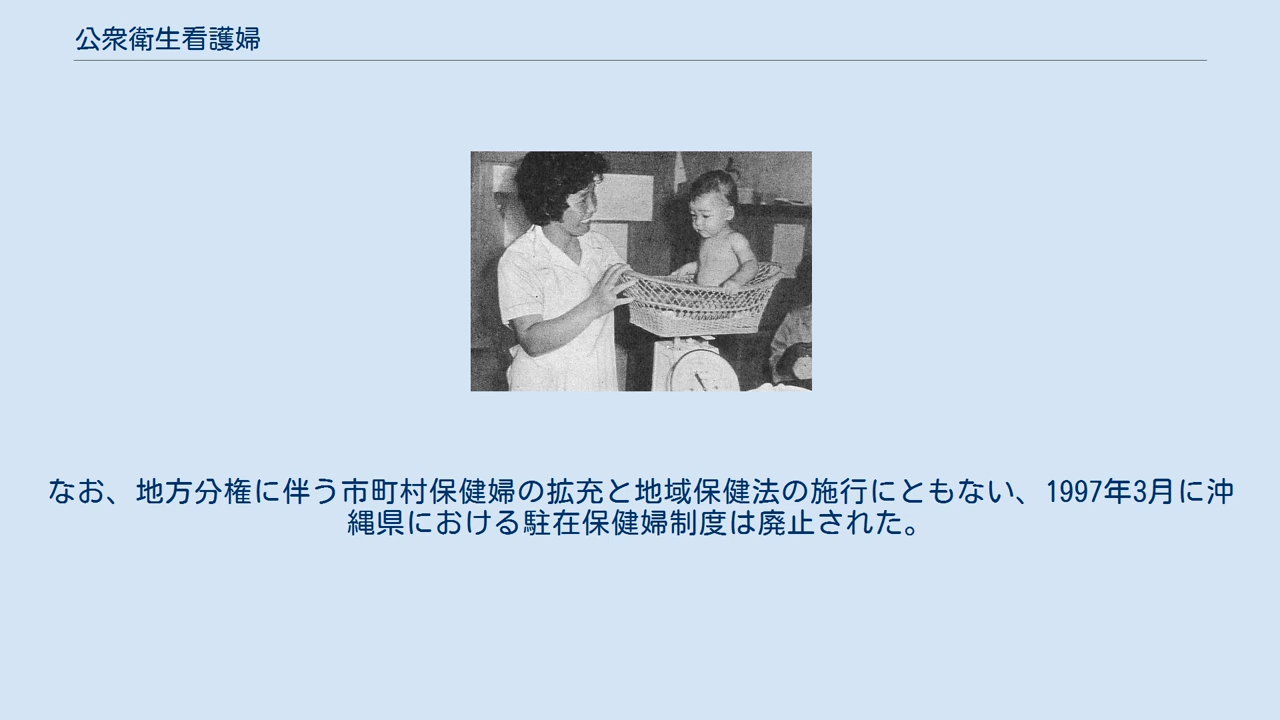 公衆衛生看護婦
なお、地方分権に伴う市町村保健婦の拡充と地域保健法の施行にともない、1997年3月に沖
縄県における駐在保健婦制度は廃止された。